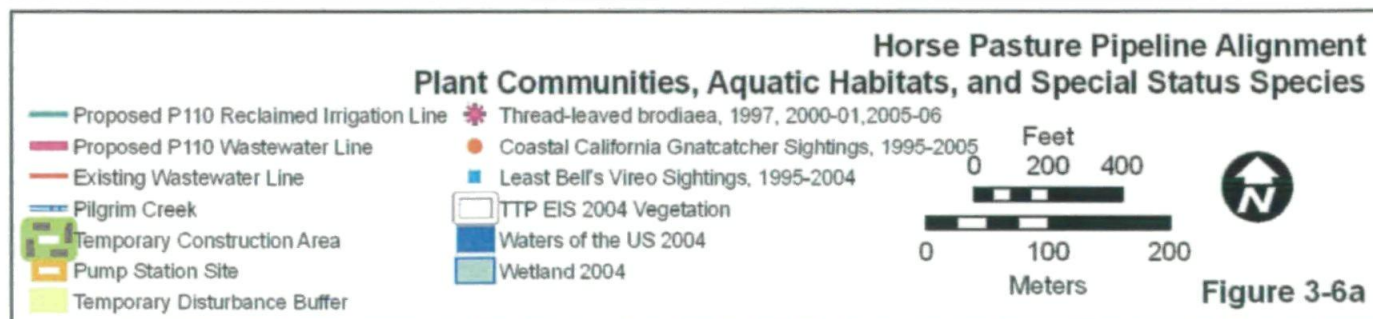 Horse Pasture Pipeline Alignment
Plant Communities, Aquatic Habitats, and Special Status Species
Proposed P110 Reclaimed Irrigation Line
Proposed P110 Wastewater Line
Existing Wastewater Line
Pilgrim Creek
Temporary Construction Area
Pump Station Site
Temporary Disturbance Buffer
Thread-leaved brodiaea, 1997, 2000-01,2005-06
Coastal California Gnatcatcher Sightings, 1995-2005
Least Bell's Vireo Sightings, 1995-2004
TTP EIS 2004 Vegetation
Waters of the US 2004
Wetland 2004
Feet
0 200 400
0 100 200
Meters
N
Figure 3-6a